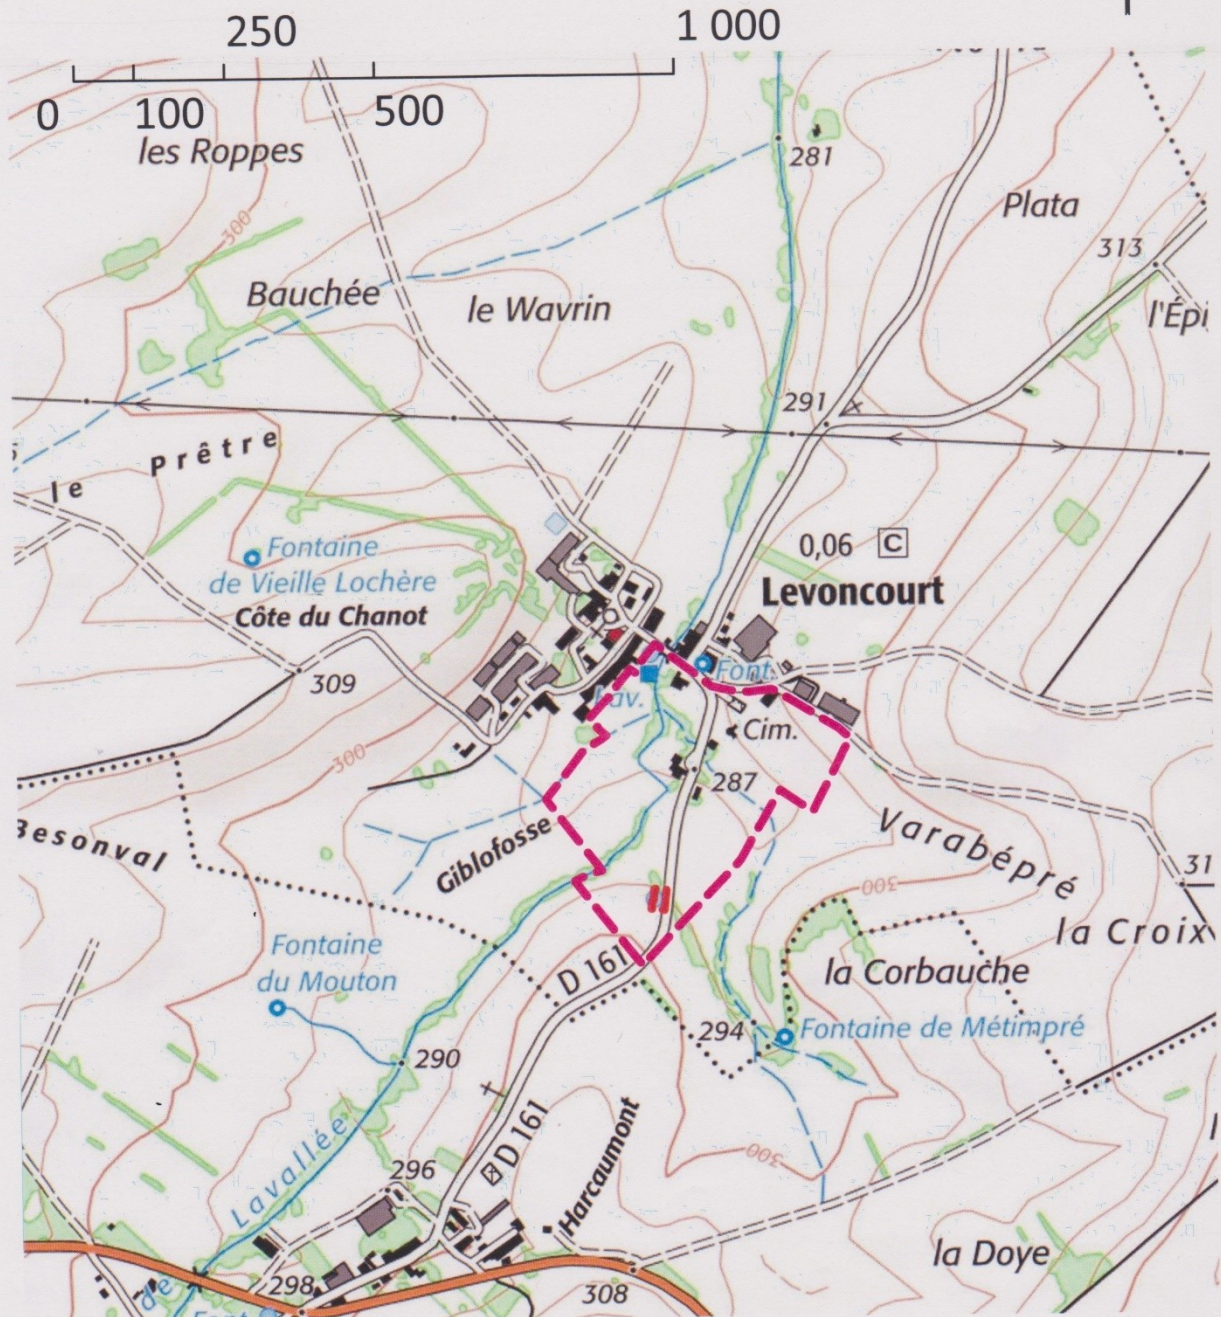 250
1 000
0
100
500
les Roppes
281
Plata
300
313
Bauchée
le Wavrin
l'Épi
291
le Prêtre
Fontaine
de Vieille Lochère
0,06 C
Levoncourt
Côte du Chanot
309
Font.
Lav.
Cim.
300
287
Besonval
Giblofosse
Varabépré
31
300
la Croix
Fontaine
du Mouton
D 161
la Corbauche
294
Fontaine de Métimpré
290
D 161
Harcaumont
300
296
Lavallée
de
la Doye
298
308
Font.